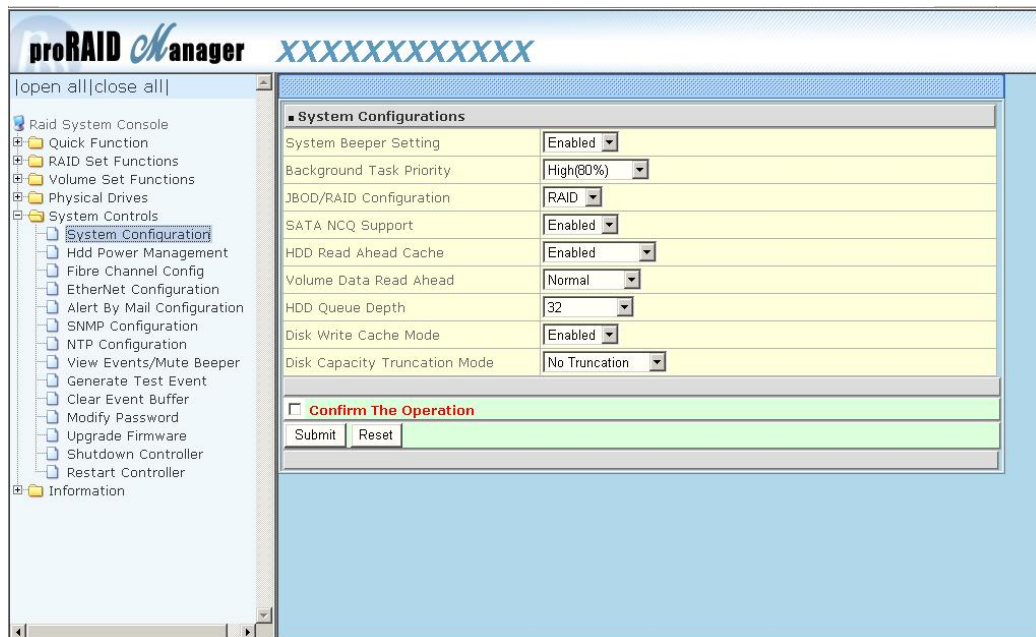 proRAID Manager XXXXXXXXXXXX
|open all|close all|
Raid System Console
Quick Function
RAID Set Functions
Volume Set Functions
Physical Drives
System Controls
System Configuration
Hdd Power Management
Fibre Channel Config
EtherNet Configuration
Alert By Mail Configuration
SNMP Configuration
NTP Configuration
View Events/Mute Beeper
Generate Test Event
Clear Event Buffer
Modify Password
Upgrade Firmware
Shutdown Controller
Restart Controller
Information
System Configurations
System Beeper Setting Enabled
Background Task Priority High(80%)
JBOD/RAID Configuration RAID
SATA NCQ Support Enabled
HDD Read Ahead Cache Enabled
Volume Data Read Ahead Normal
HDD Queue Depth 32
Disk Write Cache Mode Enabled
Disk Capacity Truncation Mode No Truncation
Confirm The Operation
Submit Reset